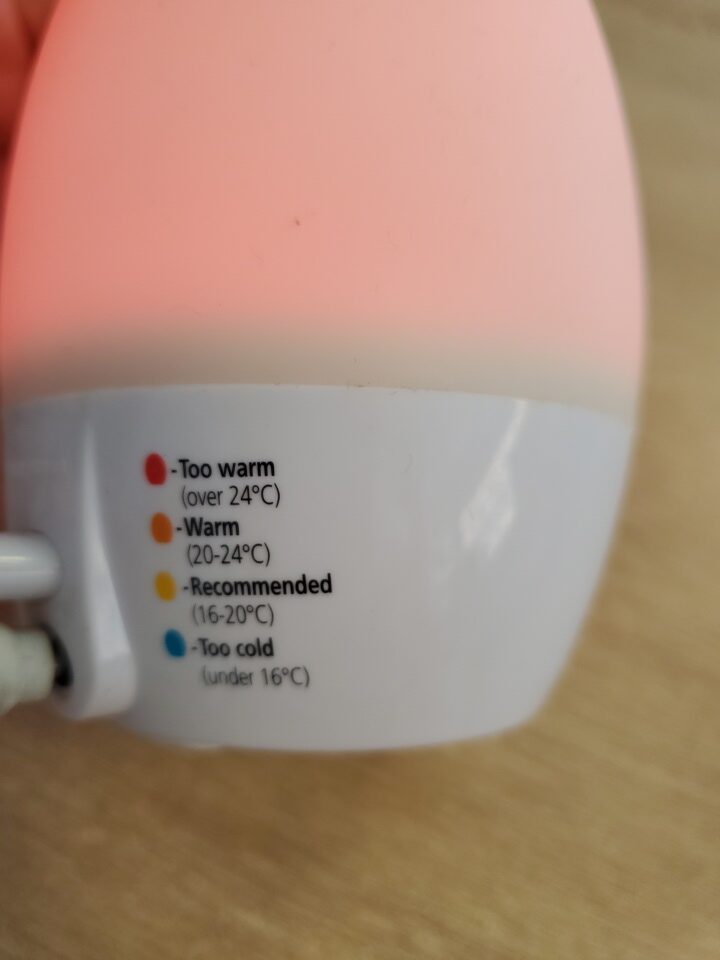 -Too warm
(over 24°C)
-Warm
(20-24°C)
-Recommended
(16-20°C)
-Too cold
(under 16°C)